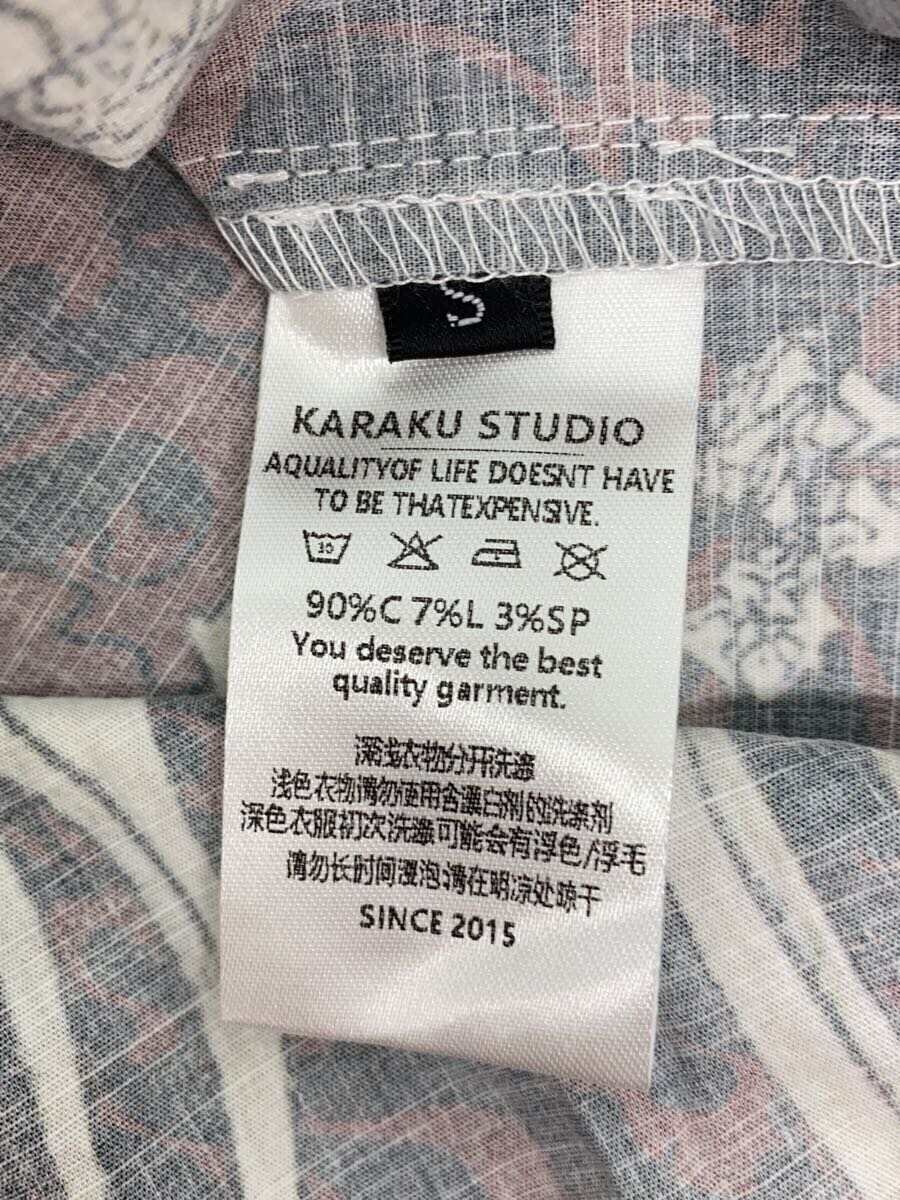 S
KARAKU STUDIO
AQUALITYOF LIFE DOESNT HAVE
TO BE THATEXPENSIVE.
90%C 7%L 3%SP
You deserve the best
quality garment.
深浅衣物分开洗涤
浅色衣物请勿使用含漂白剂的洗涤剂
深色衣服初次洗涤可能会有浮色/浮毛
请勿长时间浸泡请在明凉处晾干
SINCE 2015